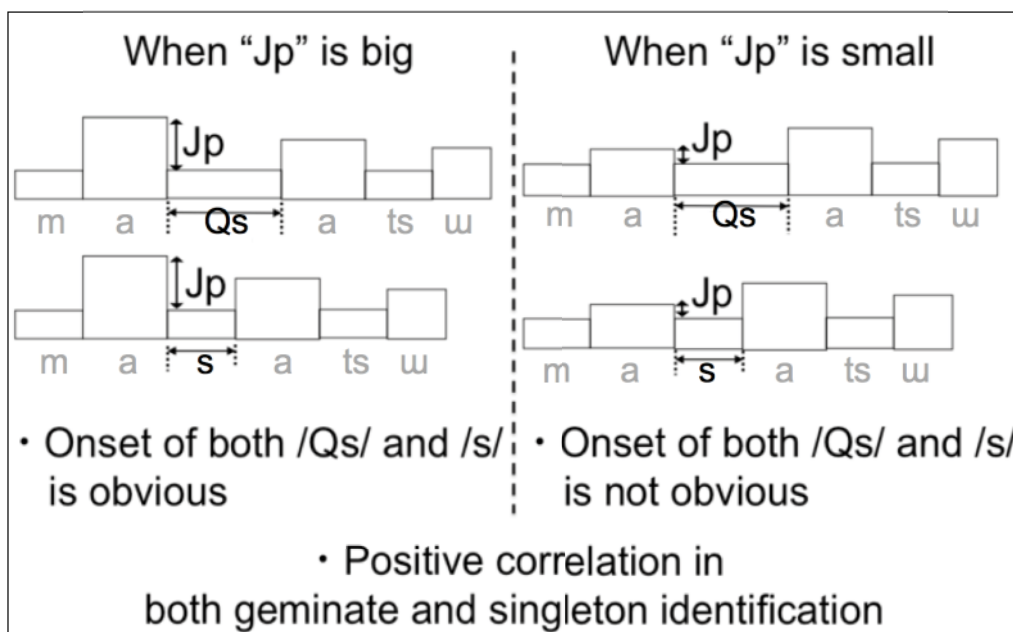 When “Jp” is big
Jp
m a Qs a ts ɯ
Jp
m a s a ts ɯ
・Onset of both /Qs/ and /s/
is obvious
When “Jp” is small
Jp
m a Qs a ts ɯ
Jp
m a s a ts ɯ
・Onset of both /Qs/ and /s/
is not obvious
・Positive correlation in
both geminate and singleton identification